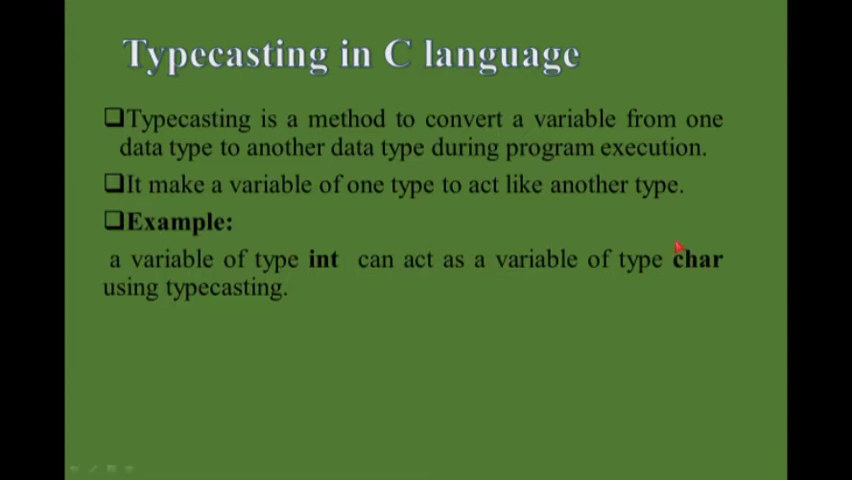 Typecasting in C language
❑Typecasting is a method to convert a variable from one
data type to another data type during program execution.
❑It make a variable of one type to act like another type.
❑Example:
a variable of type int can act as a variable of type char
using typecasting.